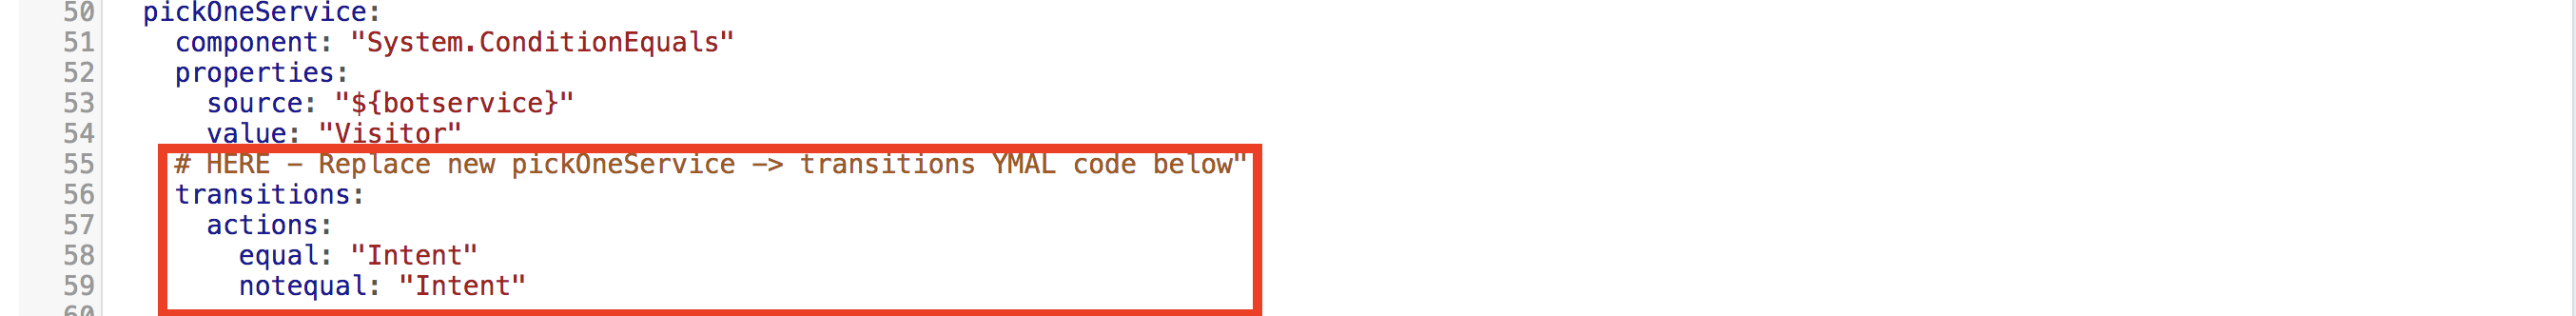 50 pickOneService:
51 component: "System.ConditionEquals"
52 properties:
53 source: "${botservice}"
54 value: "Visitor"
55 # HERE - Replace new pickOneService -> transitions YMAL code below"
56 transitions:
57 actions:
58 equal: "Intent"
59 notequal: "Intent"
60